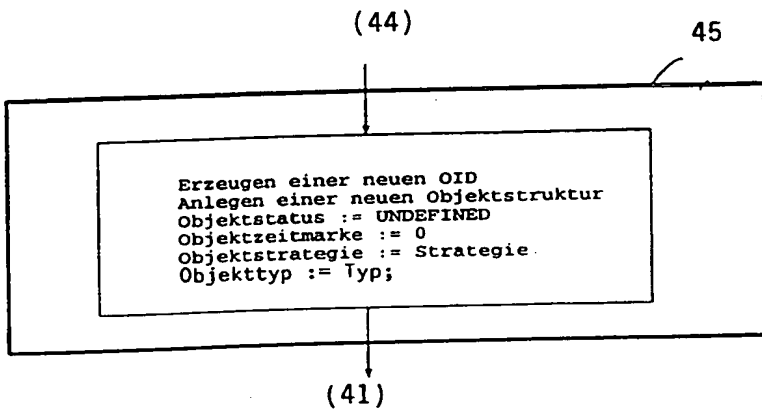 (44)
45
Erzeugen einer neuen OID
Anlegen einer neuen Objektstruktur
Objektstatus := UNDEFINED
Objektzeitmarke := 0
Objektstrategie := Strategie
Objekttyp := Typ;
(41)